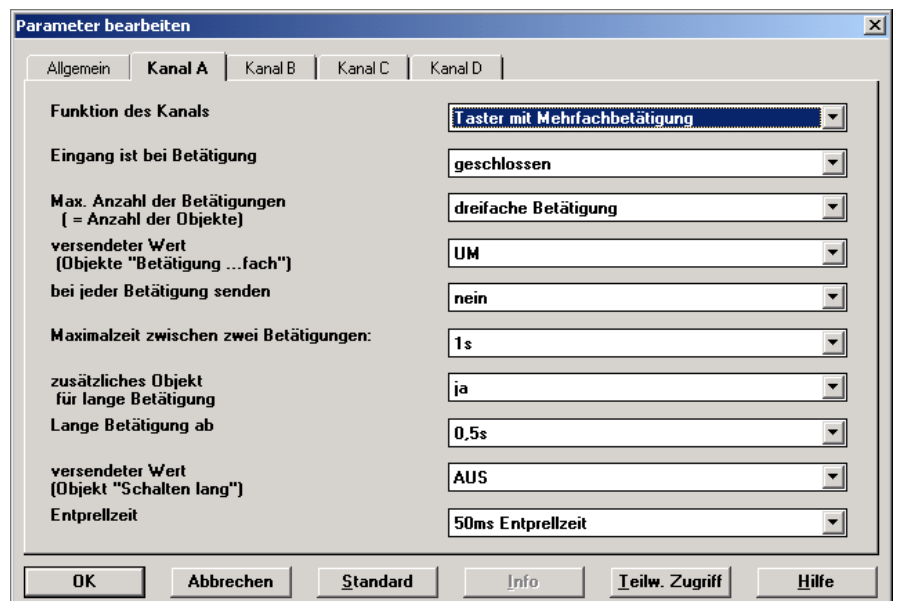 Parameter bearbeiten
Allgemein Kanal A Kanal B Kanal C Kanal D
Funktion des Kanals
Taster mit Mehrfachbetätigung
Eingang ist bei Betätigung
geschlossen
Max. Anzahl der Betätigungen
( = Anzahl der Objekte)
dreifache Betätigung
versendeter Wert
(Objekte "Betätigung ...fach")
UM
bei jeder Betätigung senden
nein
Maximalzeit zwischen zwei Betätigungen:
1s
zusätzliches Objekt
für lange Betätigung
ja
Lange Betätigung ab
0,5s
versendeter Wert
(Objekt "Schalten lang")
AUS
Entprellzeit
50ms Entprellzeit
OK Abbrechen Standard Info Teilw. Zugriff Hilfe